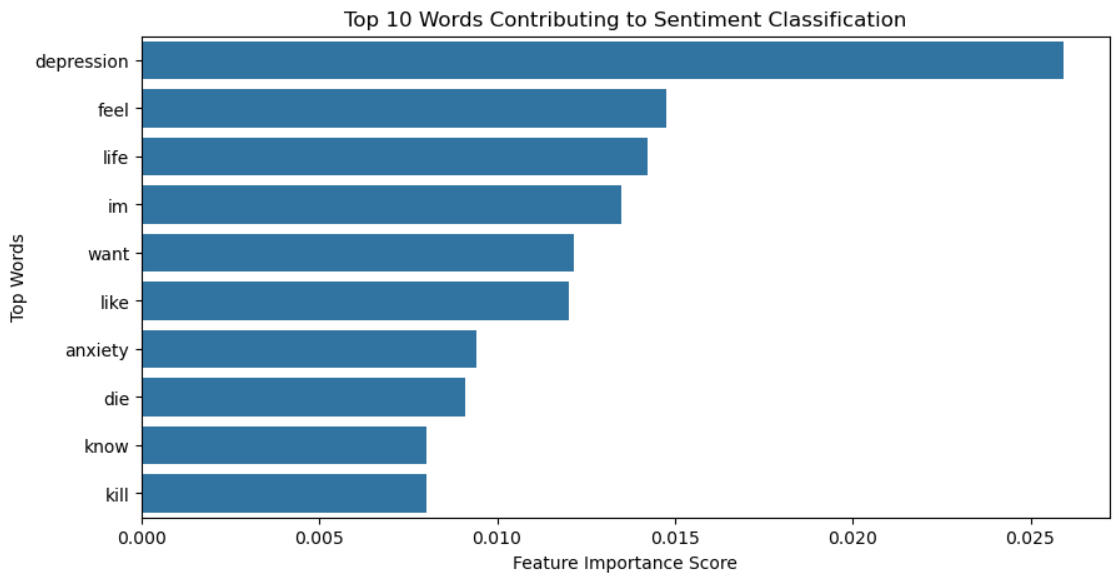 Top 10 Words Contributing to Sentiment Classification
Top Words
depression
feel
life
im
want
like
anxiety
die
know
kill
0.000 0.005 0.010 0.015 0.020 0.025
Feature Importance Score